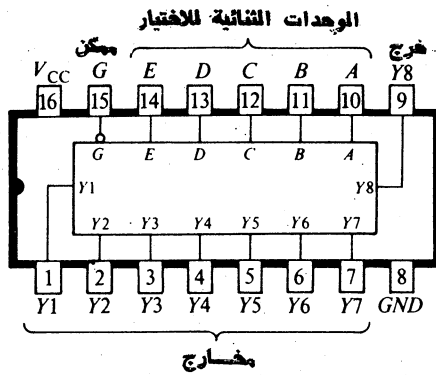 الوحدات الثنائية للاختيار
ممكن خرج
V_CC G E D C B A Y8
16 15 14 13 12 11 10 9
G E D C B A
Y1 Y8
Y2 Y3 Y4 Y5 Y6 Y7
1 2 3 4 5 6 7 8
Y1 Y2 Y3 Y4 Y5 Y6 Y7 GND
مخارج